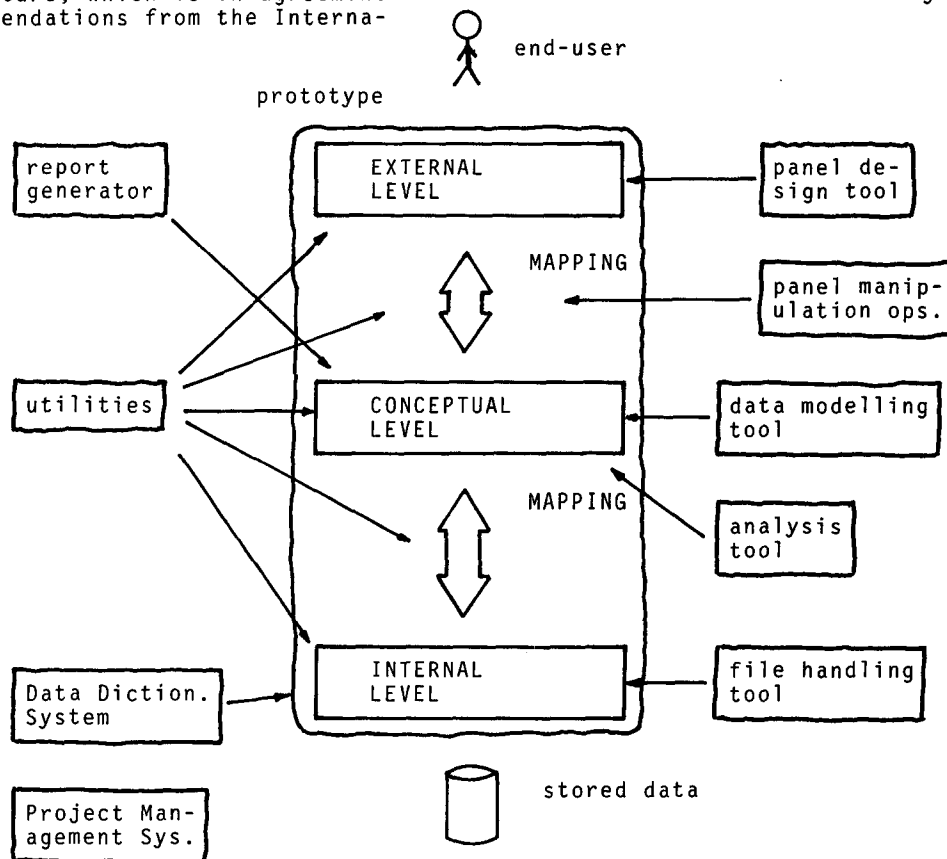 endations from the Interna-
end-user
prototype
report
generator
EXTERNAL
LEVEL
panel de-
sign tool
MAPPING
panel manip-
ulation ops.
utilities
CONCEPTUAL
LEVEL
data modelling
tool
MAPPING
analysis
tool
INTERNAL
LEVEL
file handling
tool
Data Diction.
System
stored data
Project Man-
agement Sys.